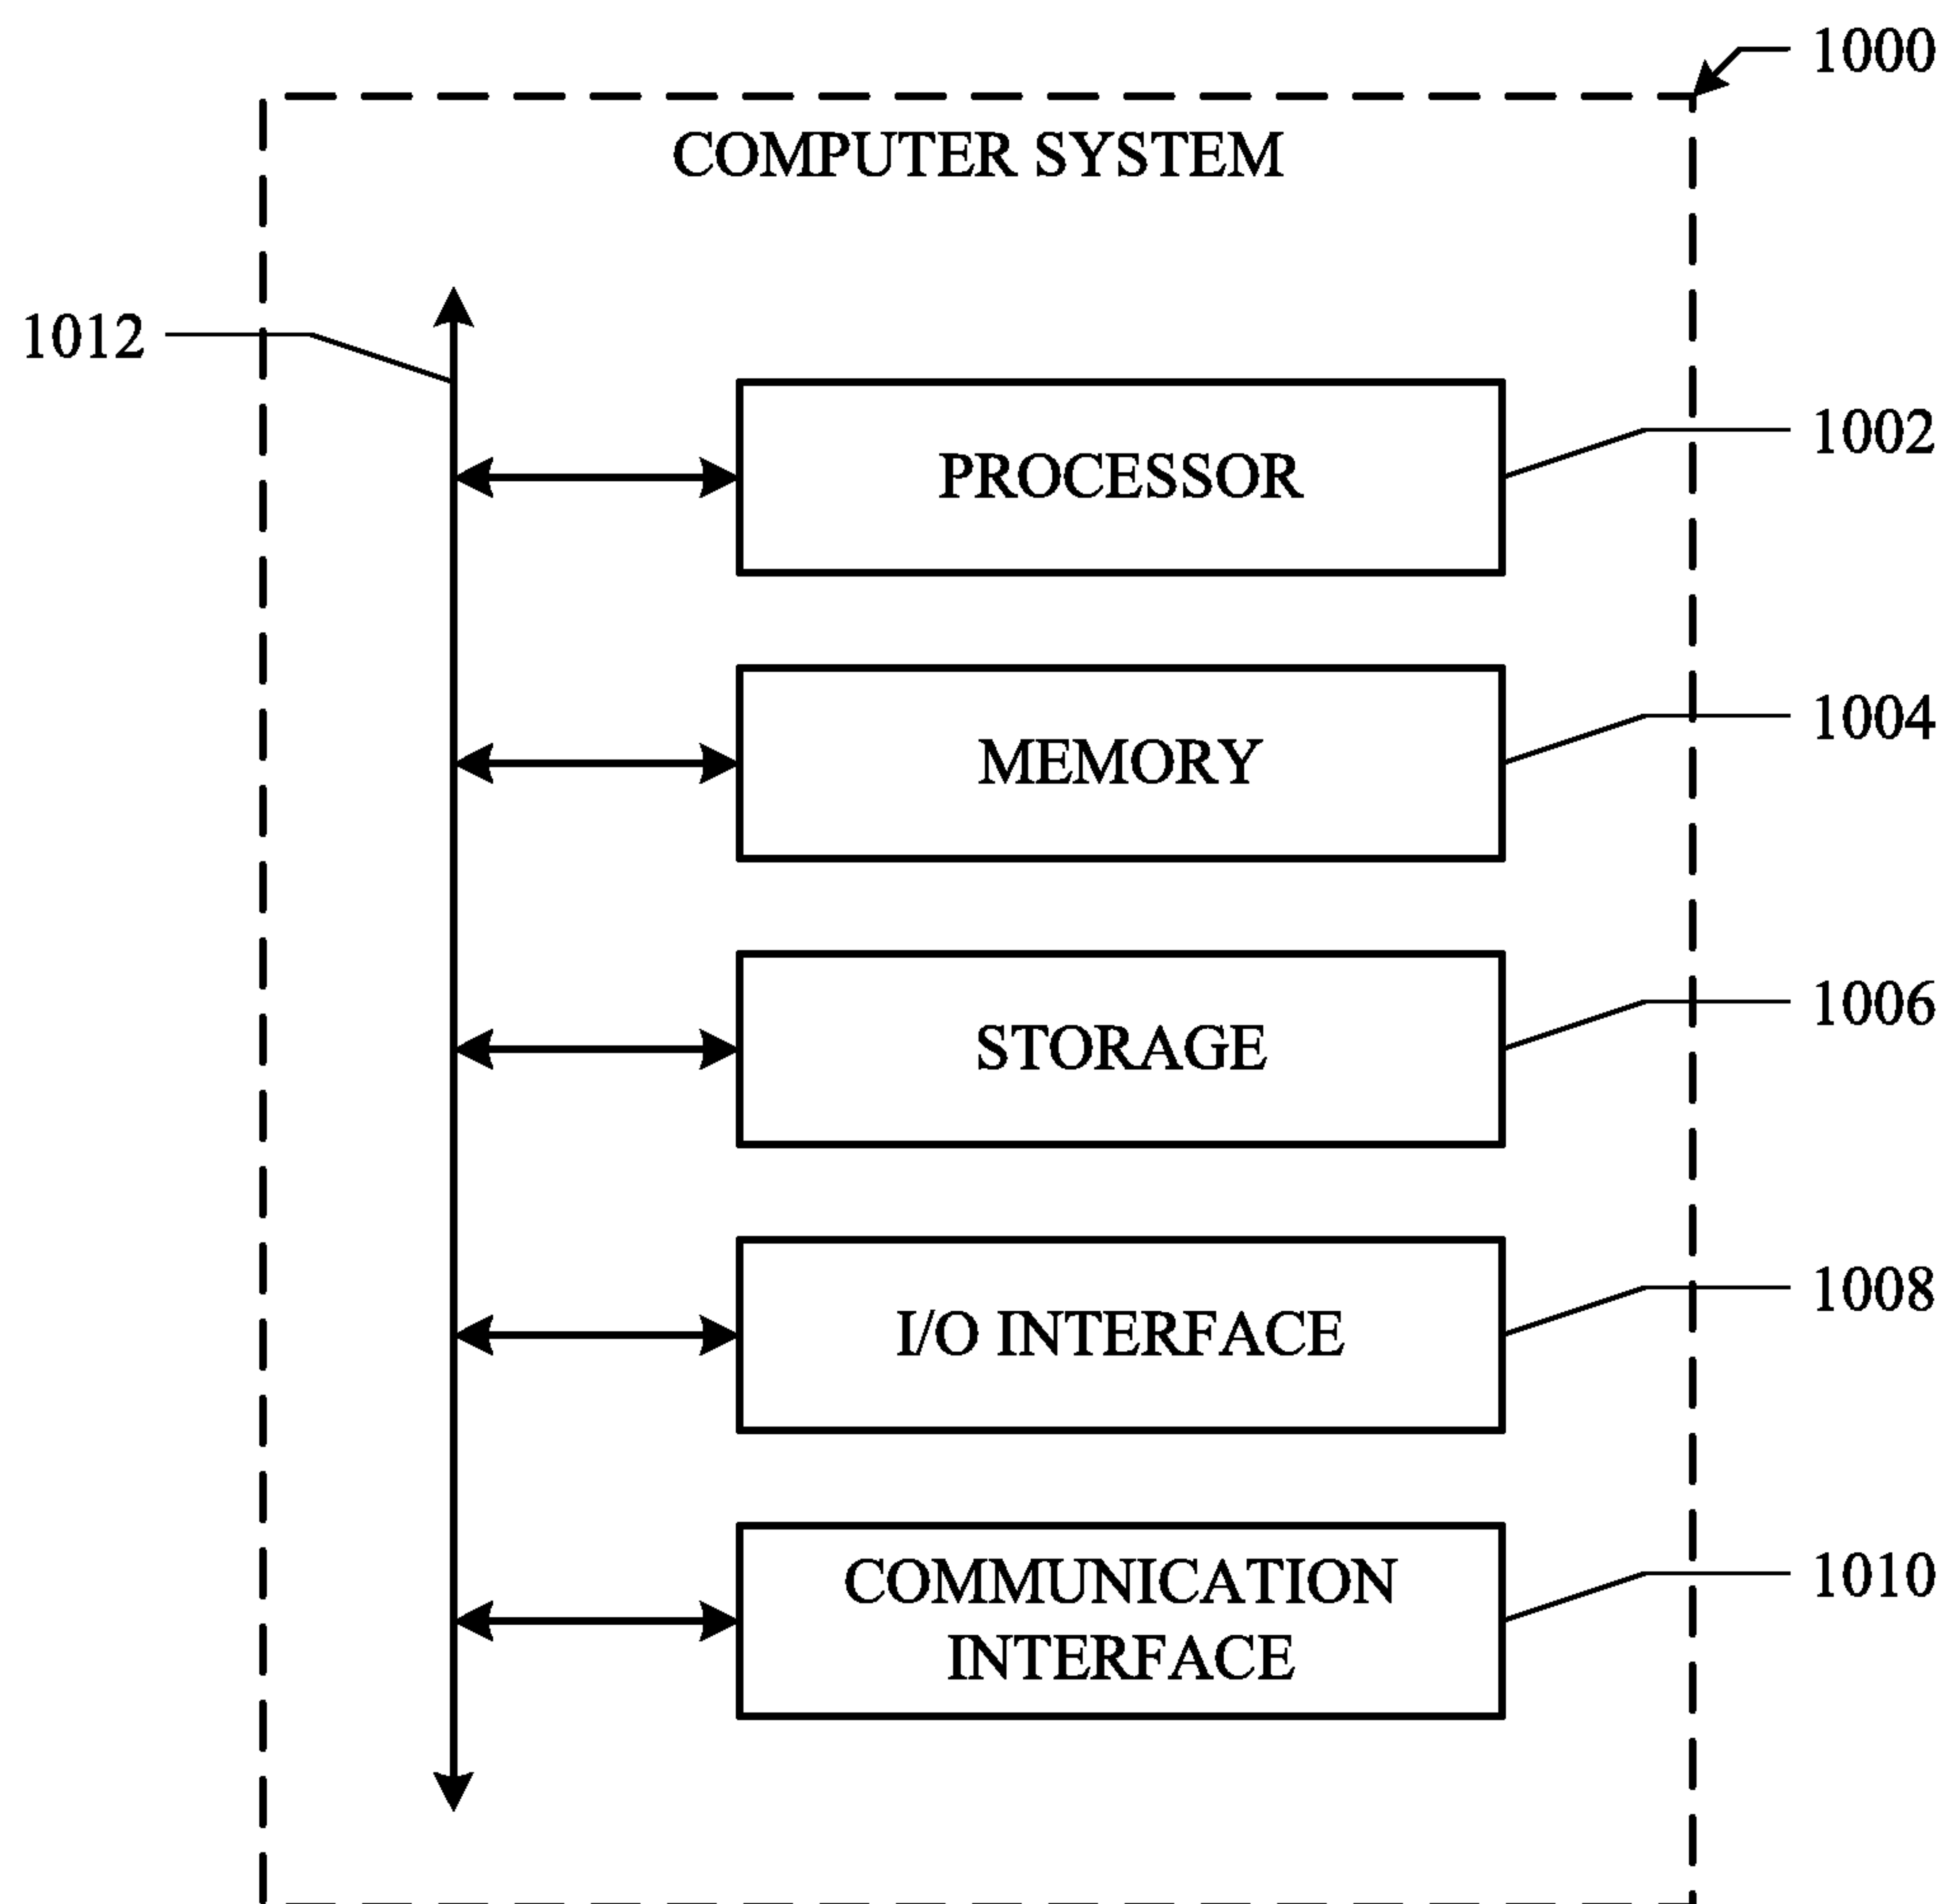 1000
COMPUTER SYSTEM
1012
PROCESSOR
1002
MEMORY
1004
STORAGE
1006
I/O INTERFACE
1008
COMMUNICATION
INTERFACE
1010